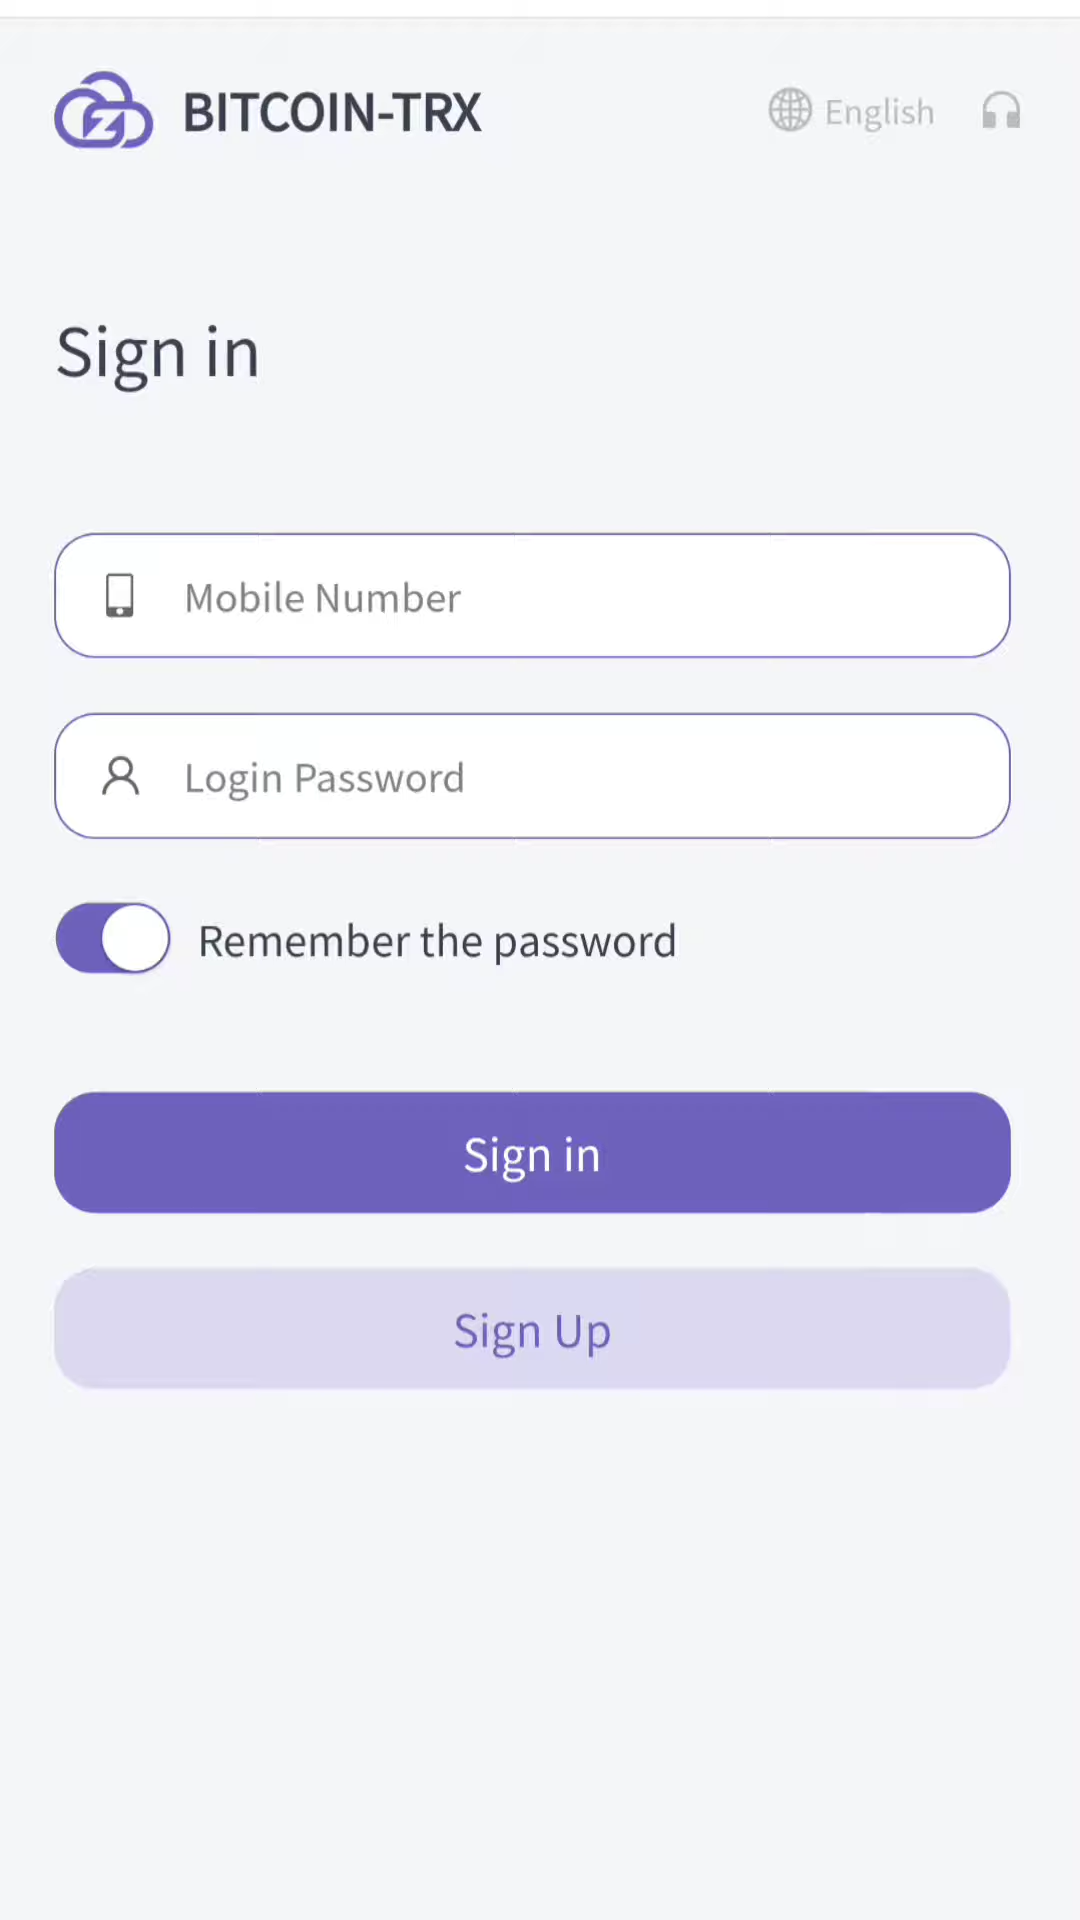 BITCOIN-TRX
English
Sign in
Mobile Number
Login Password
Remember the password
Sign in
Sign Up